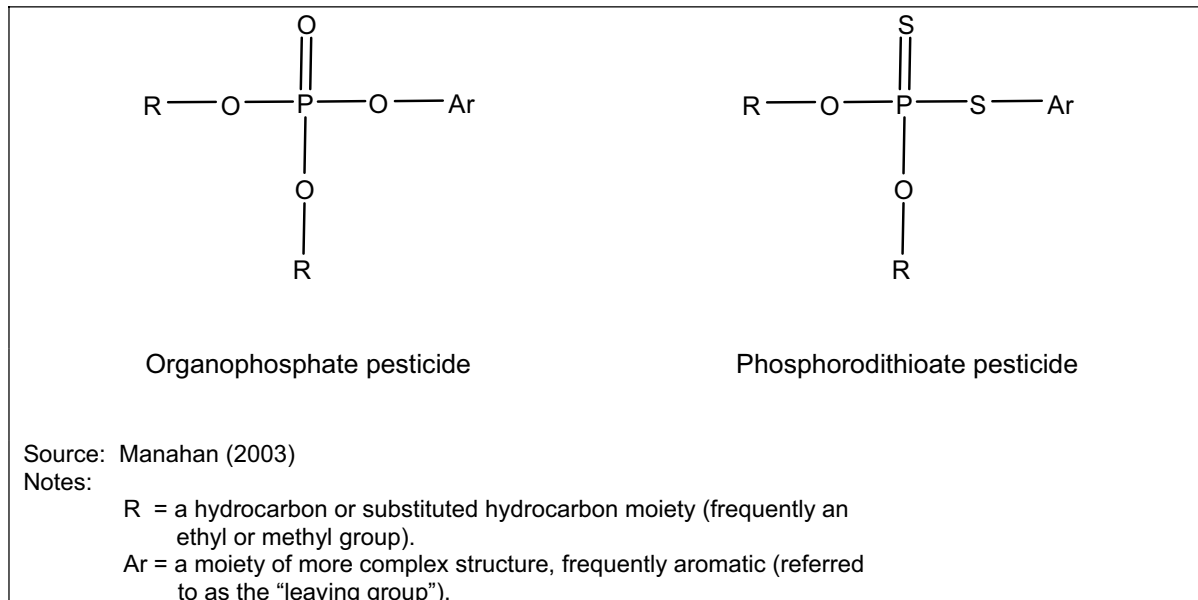 O S
R O P O Ar R O P S Ar
O O
R R
Organophosphate pesticide Phosphorodithioate pesticide
Source: Manahan (2003)
Notes:
R = a hydrocarbon or substituted hydrocarbon moiety (frequently an
ethyl or methyl group).
Ar = a moiety of more complex structure, frequently aromatic (referred
to as the “leaving group”).